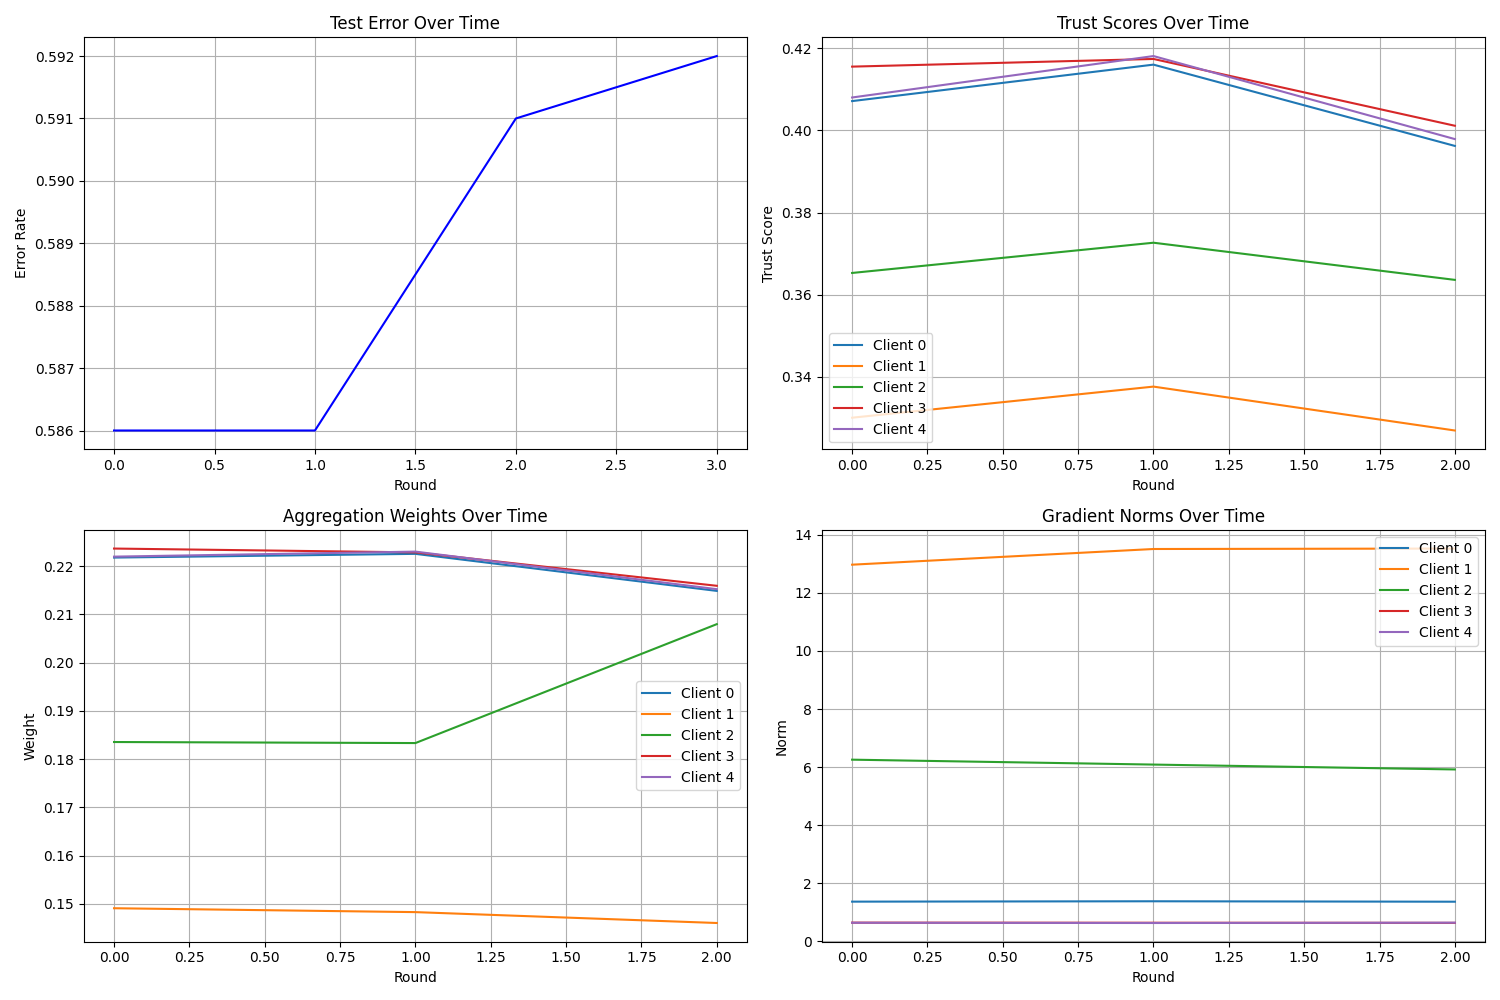 Test Error Over Time
0.592
0.591
0.590
0.589
0.588
0.587
0.586
Error Rate
0.0 0.5 1.0 1.5 2.0 2.5 3.0
Round
Trust Scores Over Time
0.42
0.40
0.38
0.36
0.34
Trust Score
Client 0
Client 1
Client 2
Client 3
Client 4
0.00 0.25 0.50 0.75 1.00 1.25 1.50 1.75 2.00
Round
Aggregation Weights Over Time
0.22
0.21
0.20
0.19
0.18
0.17
0.16
0.15
Weight
Client 0
Client 1
Client 2
Client 3
Client 4
0.00 0.25 0.50 0.75 1.00 1.25 1.50 1.75 2.00
Round
Gradient Norms Over Time
14
12
10
8
6
4
2
0
Norm
Client 0
Client 1
Client 2
Client 3
Client 4
0.00 0.25 0.50 0.75 1.00 1.25 1.50 1.75 2.00
Round